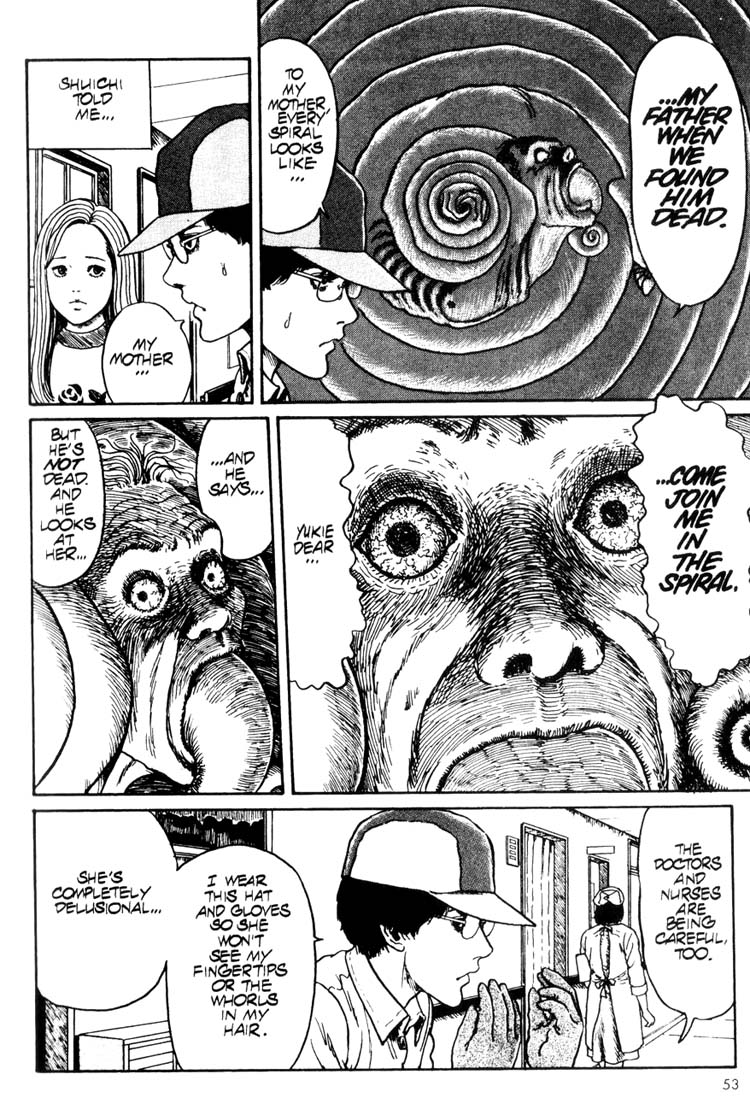 SHUICHI
TOLD
ME...
MY
MOTHER
...
TO
MY
MOTHER,
EVERY
SPIRAL
LOOKS
LIKE
...
...MY
FATHER
WHEN
WE
FOUND
HIM
DEAD.
BUT
HE'S
NOT
DEAD.
AND
HE
LOOKS
AT
HER...
...AND
HE
SAYS...
YUKIE
DEAR
...
...COME
JOIN
ME
IN
THE
SPIRAL.
SHE'S
COMPLETELY
DELUSIONAL...
I WEAR
THIS HAT
AND GLOVES
SO SHE
WON'T
SEE MY
FINGERTIPS
OR THE
WHORLS
IN MY
HAIR.
THE
DOCTORS
AND
NURSES
ARE
BEING
CAREFUL,
TOO.
53